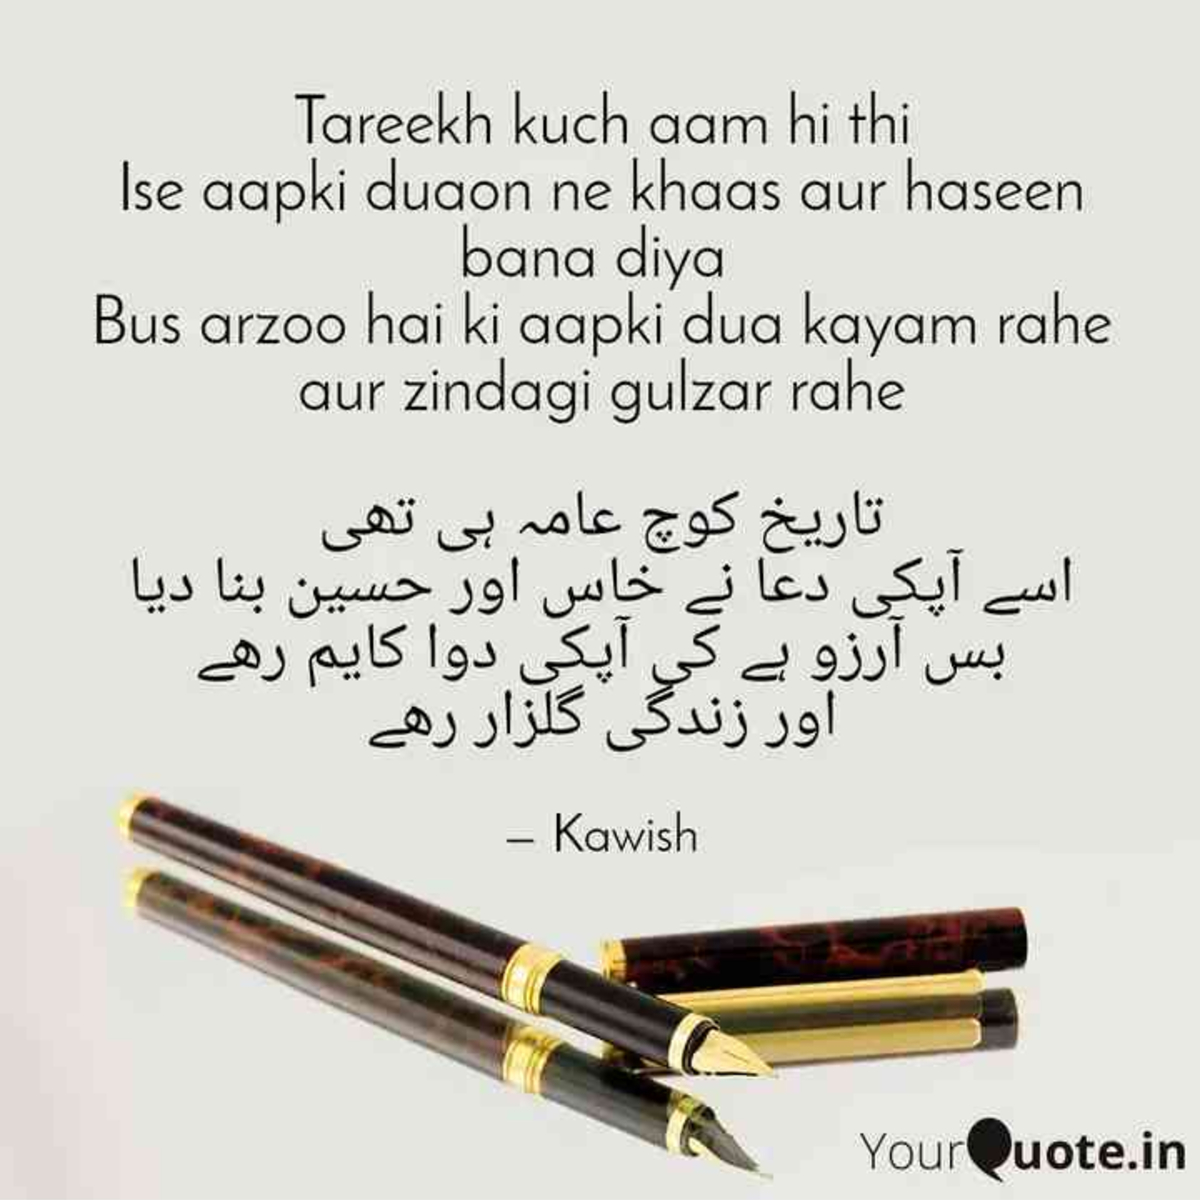 Tareekh kuch aam hi thi
Ise aapki duaon ne khaas aur haseen
bana diya
Bus arzoo hai ki aapki dua kayam rahe
aur zindagi gulzar rahe
تاریخ کوچ عامہ ہی تھی
اسے آپکی دعا نے خاس اور حسین بنا دیا
بس آرزو ہے کی آپکی دوا کایم رھے
اور زندگی گلزار رھے
– Kawish
YourQuote.in